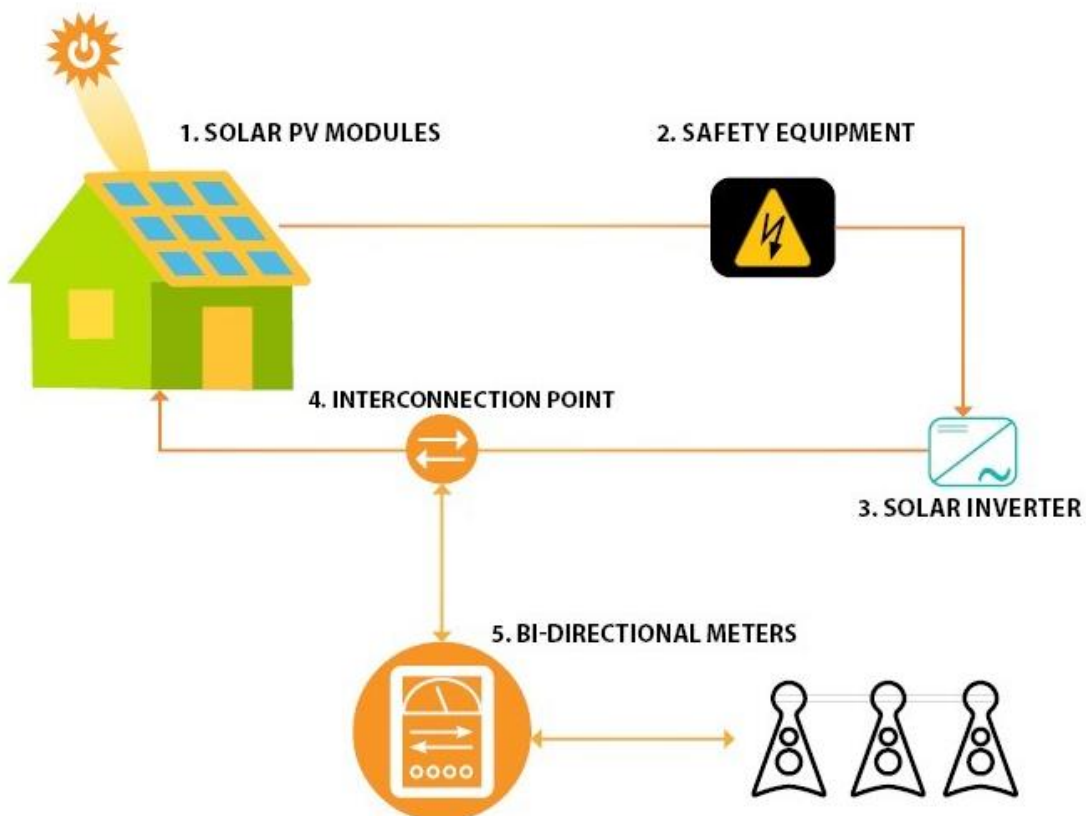 1. SOLAR PV MODULES
2. SAFETY EQUIPMENT
4. INTERCONNECTION POINT
3. SOLAR INVERTER
5. BI-DIRECTIONAL METERS